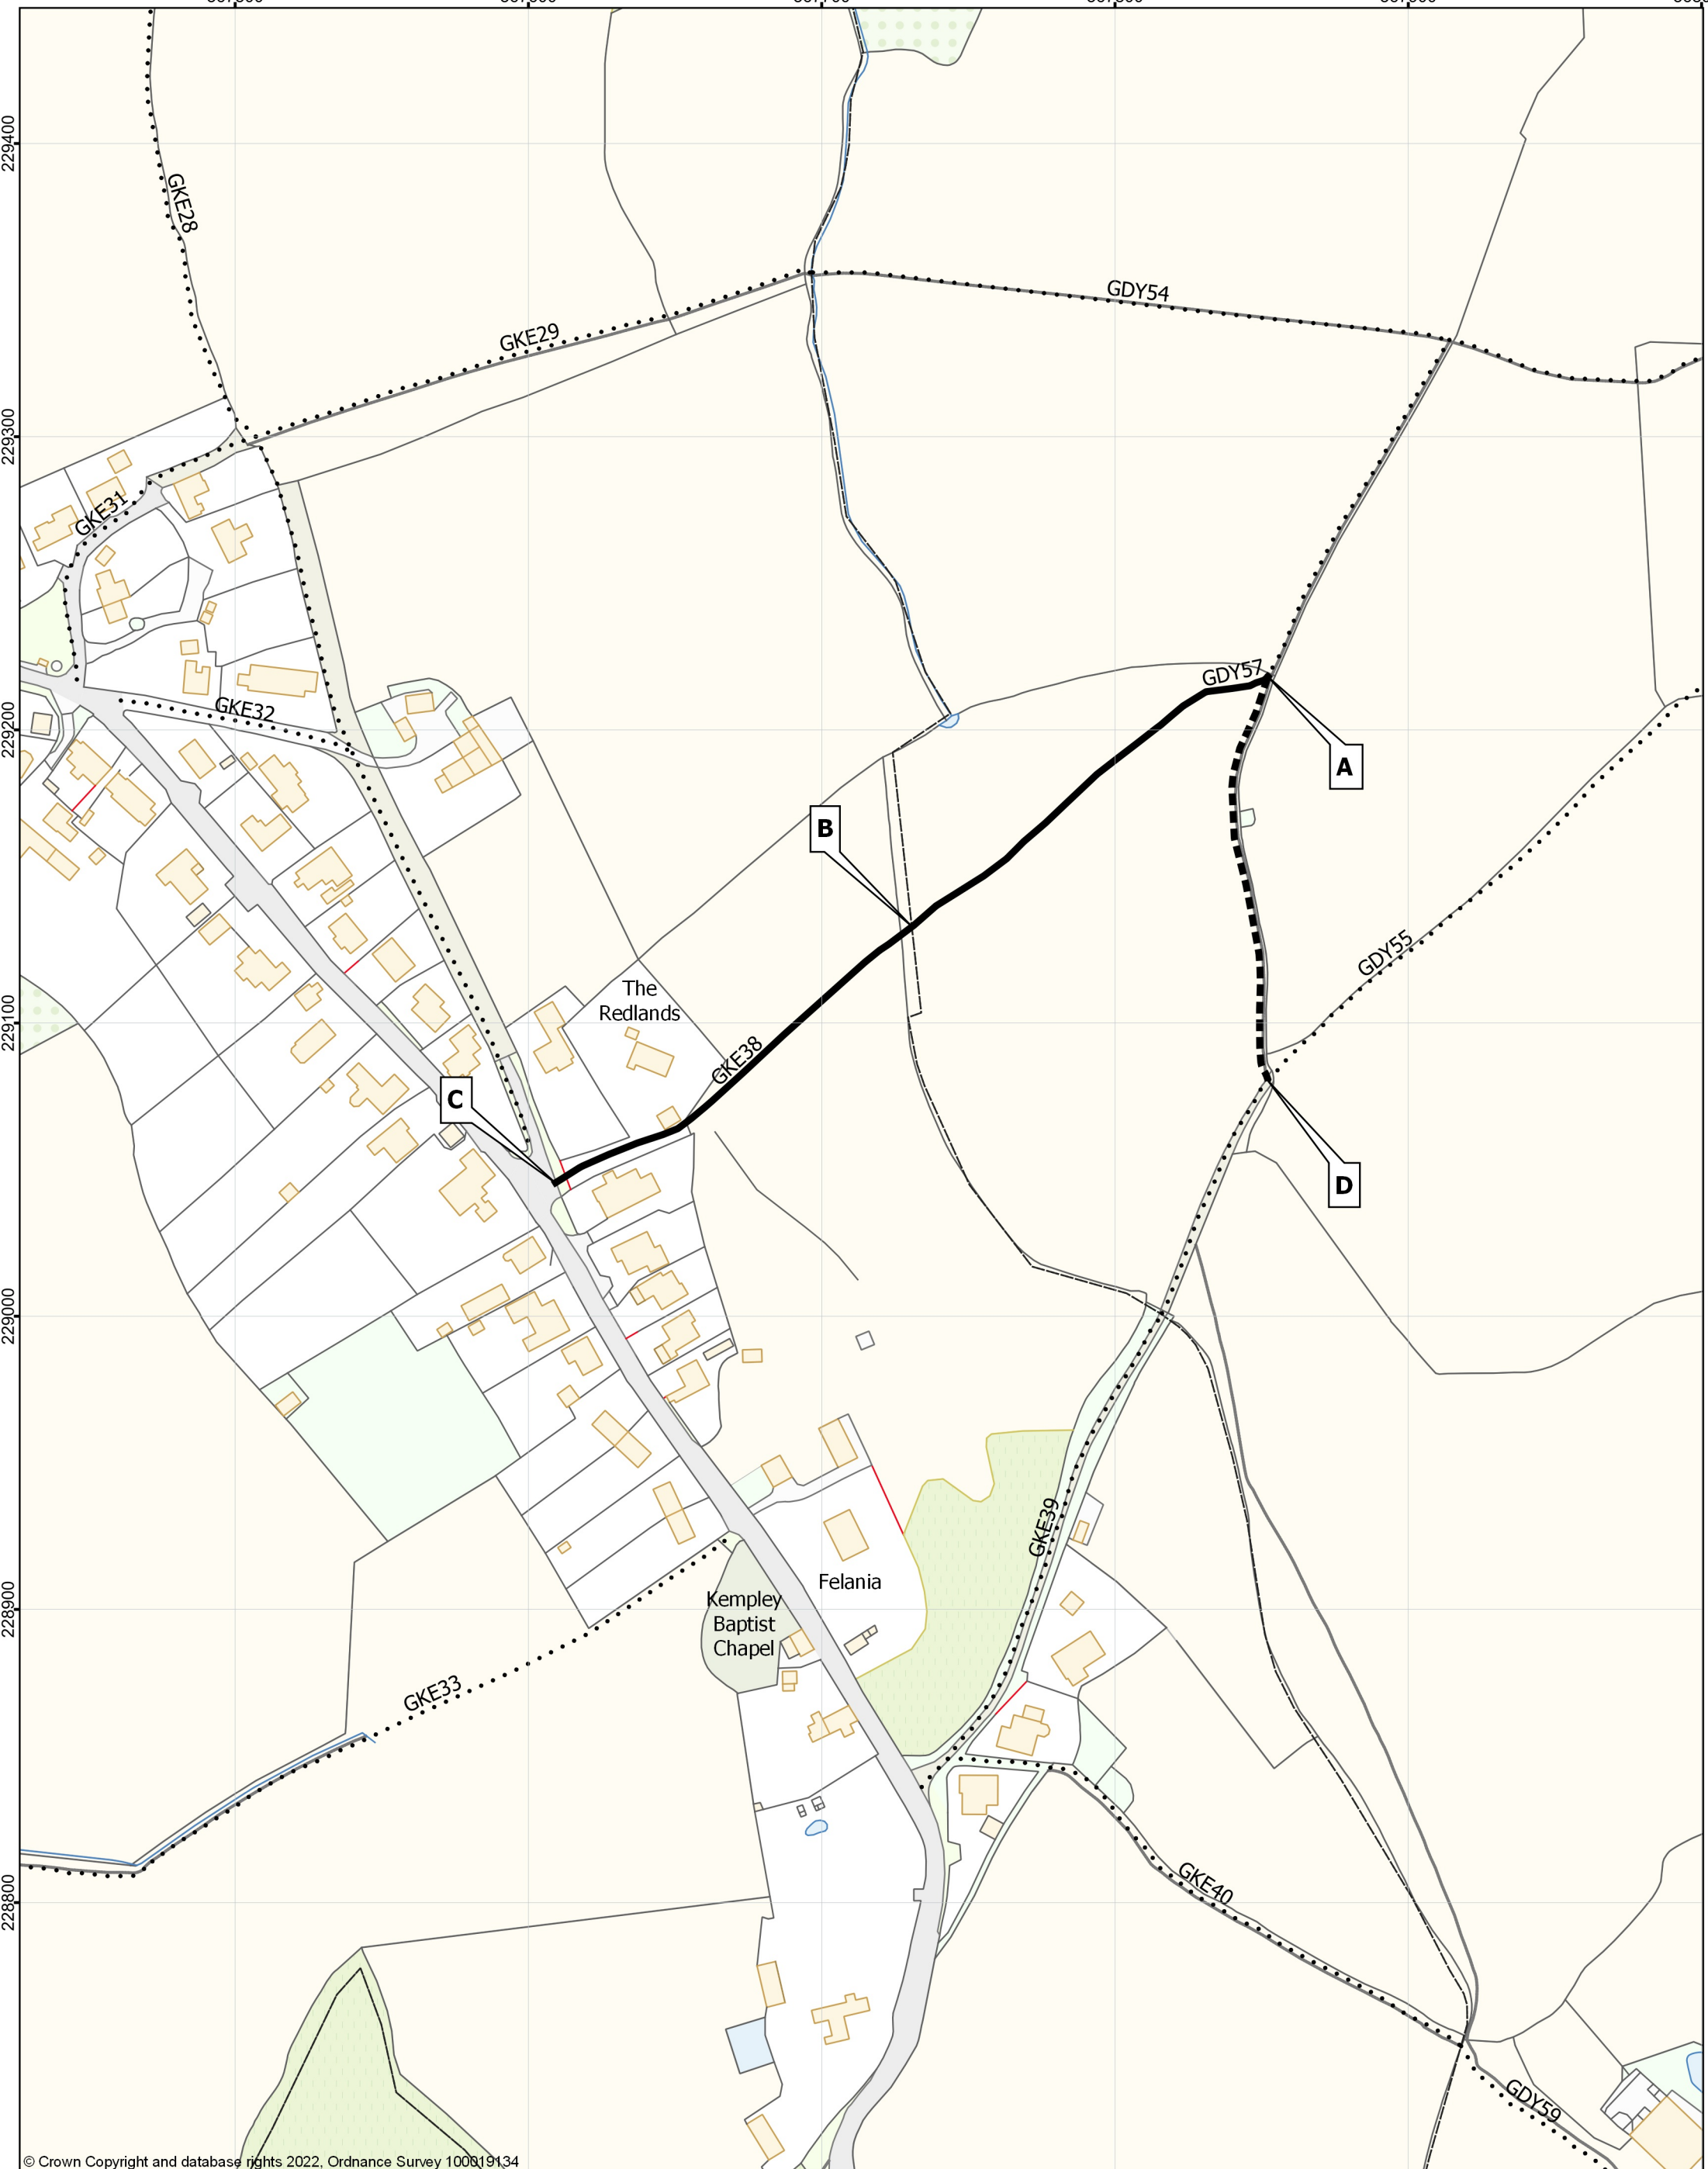 229400
GKE28
GDY54
GKE29
229300
GKE31
GDY57
GKE32
229200
A
B
GDY55
The
Redlands
229100
GKE38
C
D
229000
GKE39
Felania
Kempley
Baptist
Chapel
228900
GKE33
GKE40
228800
GDY59
© Crown Copyright and database rights 2022, Ordnance Survey 100019134